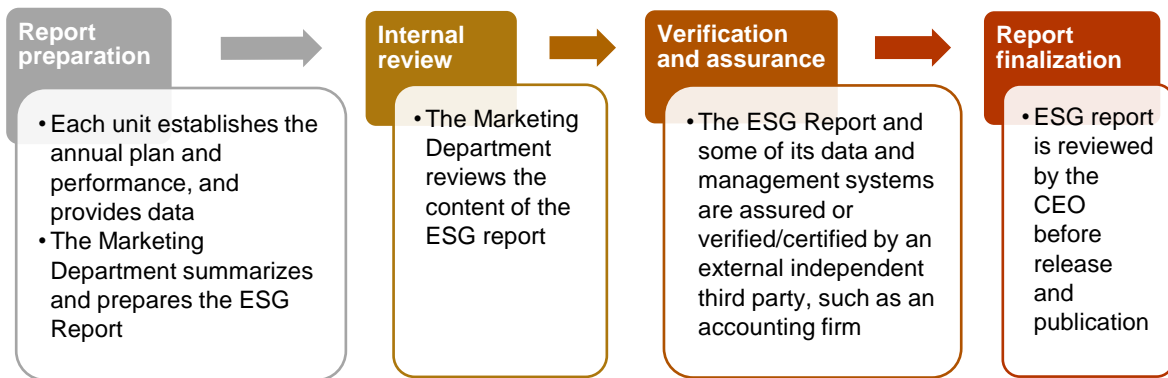 Report
preparation
• Each unit establishes the
annual plan and
performance, and
provides data
• The Marketing
Department summarizes
and prepares the ESG
Report
Internal
review
• The Marketing
Department
reviews the
content of the
ESG report
Verification
and assurance
• The ESG Report and
some of its data and
management systems
are assured or
verified/certified by an
external independent
third party, such as an
accounting firm
Report
finalization
• ESG report
is reviewed
by the
CEO
before
release
and
publication